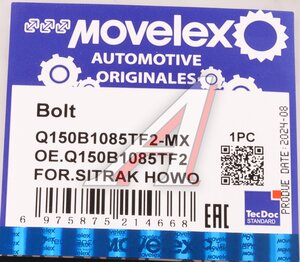 MOVELEX
AUTOMOTIVE
ORIGINALES
Bolt
Q150B1085TF2-MX
OE.Q150B1085TF2
FOR.SITRAK HOWO
1PC
PRODUE DATE:2024-08
6 975875 214668
EAC
TecDoc
STANDARD